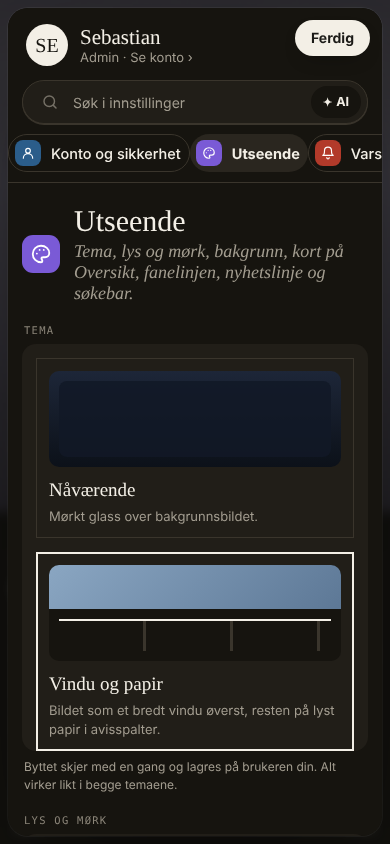 SE
Sebastian
Admin · Se konto ›
Ferdig
Søk i innstillinger
AI
Konto og sikkerhet
Utseende
Vars
Utseende
Tema, lys og mørk, bakgrunn, kort på
Oversikt, fanelinjen, nyhetslinje og
søkebar.
TEMA
Nåværende
Mørkt glass over bakgrunnsbildet.
Vindu og papir
Bildet som et bredt vindu øverst, resten på lyst
papir i avisspalter.
Byttet skjer med en gang og lagres på brukeren din. Alt
virker likt i begge temaene.
LYS OG MØRK